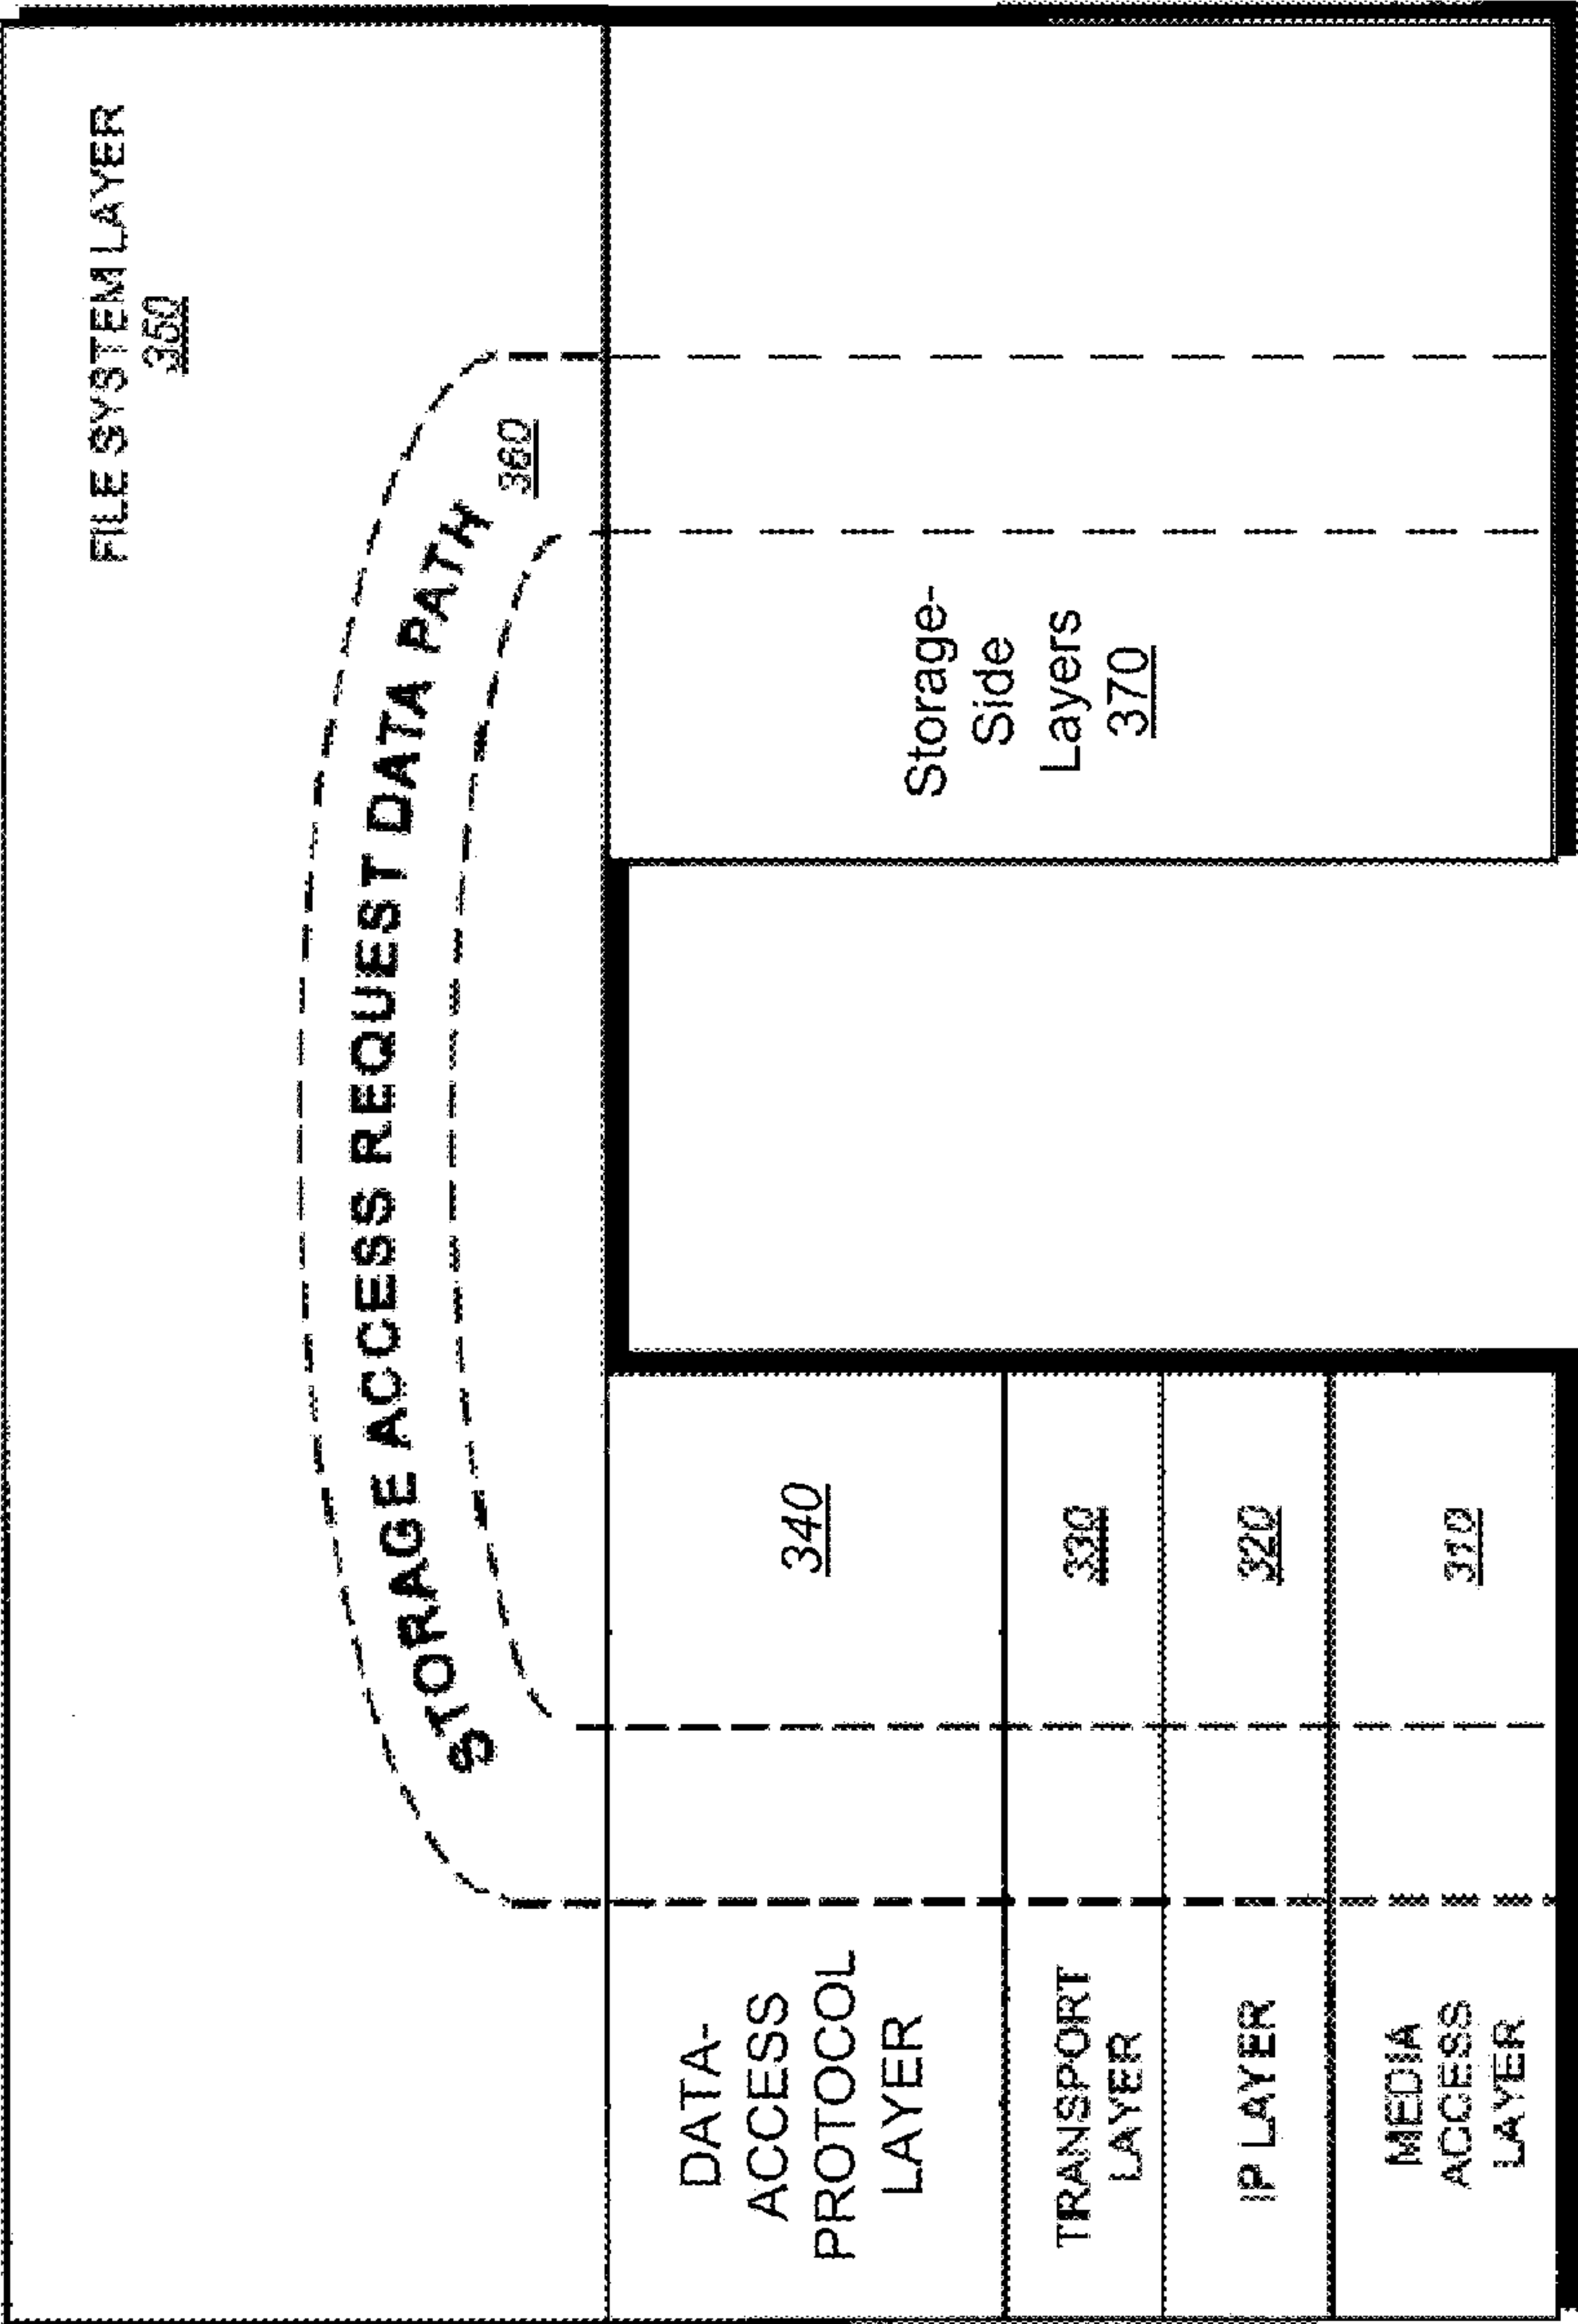 FILE SYSTEM LAYER
350
STORAGE ACCESS REQUEST DATA PATH
360
DATA-
ACCESS
PROTOCOL
LAYER
340
TRANSPORT
LAYER
330
IP LAYER
320
MEDIA
ACCESS
LAYER
310
Storage-
Side
Layers
370